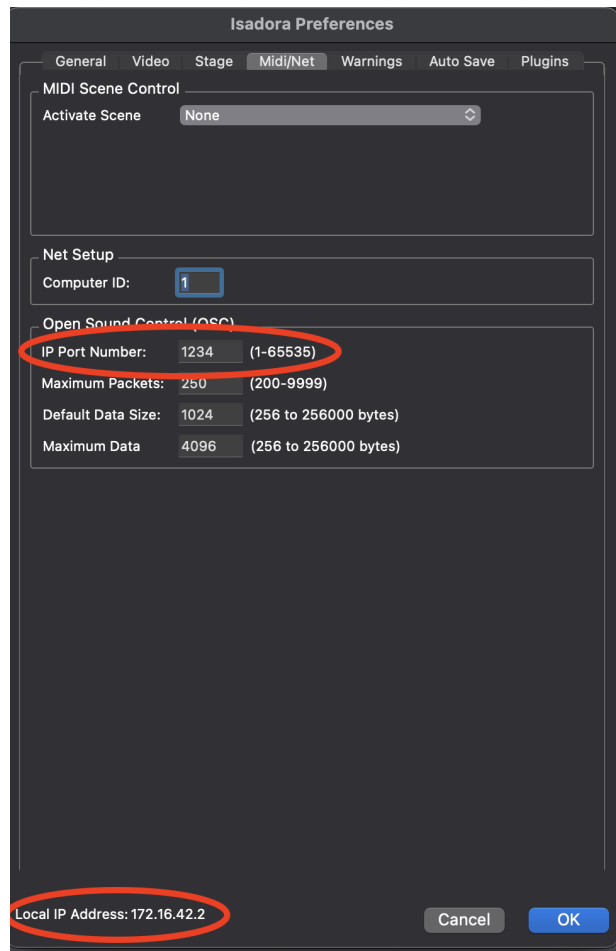 Isadora Preferences
General Video Stage Midi/Net Warnings Auto Save Plugins
MIDI Scene Control
Activate Scene None
Net Setup
Computer ID: 1
Open Sound Control (OSC)
IP Port Number: 1234 (1-65535)
Maximum Packets: 250 (200-9999)
Default Data Size: 1024 (256 to 256000 bytes)
Maximum Data 4096 (256 to 256000 bytes)
Local IP Address: 172.16.42.2
Cancel OK